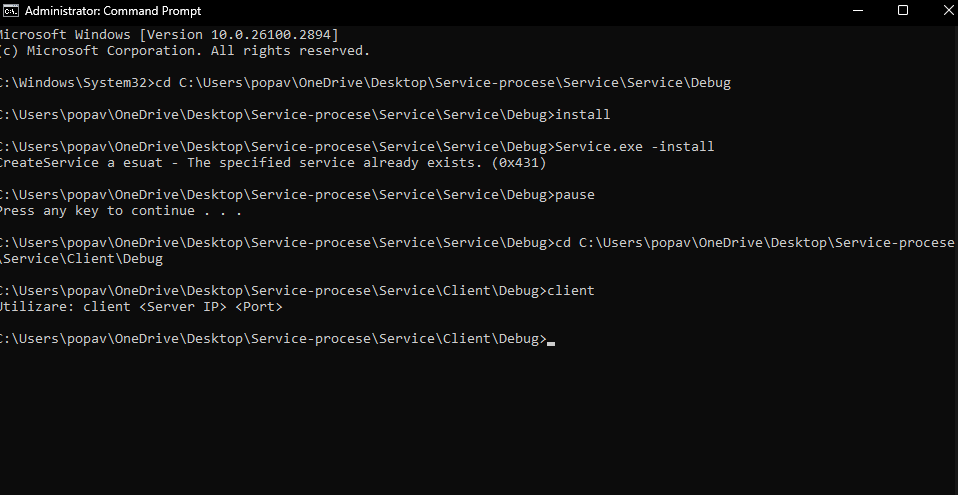 Administrator: Command Prompt
Microsoft Windows [Version 10.0.26100.2894]
(c) Microsoft Corporation. All rights reserved.
C:\Windows\System32>cd C:\Users\popav\OneDrive\Desktop\Service-procese\Service\Service\Debug
C:\Users\popav\OneDrive\Desktop\Service-procese\Service\Service\Debug>install
C:\Users\popav\OneDrive\Desktop\Service-procese\Service\Service\Debug>Service.exe -install
CreateService a esuat - The specified service already exists. (0x431)
C:\Users\popav\OneDrive\Desktop\Service-procese\Service\Service\Debug>pause
Press any key to continue . . .
C:\Users\popav\OneDrive\Desktop\Service-procese\Service\Service\Debug>cd C:\Users\popav\OneDrive\Desktop\Service-procese
\Service\Client\Debug
C:\Users\popav\OneDrive\Desktop\Service-procese\Service\Client\Debug>client
Utilizare: client <Server IP> <Port>
C:\Users\popav\OneDrive\Desktop\Service-procese\Service\Client\Debug>